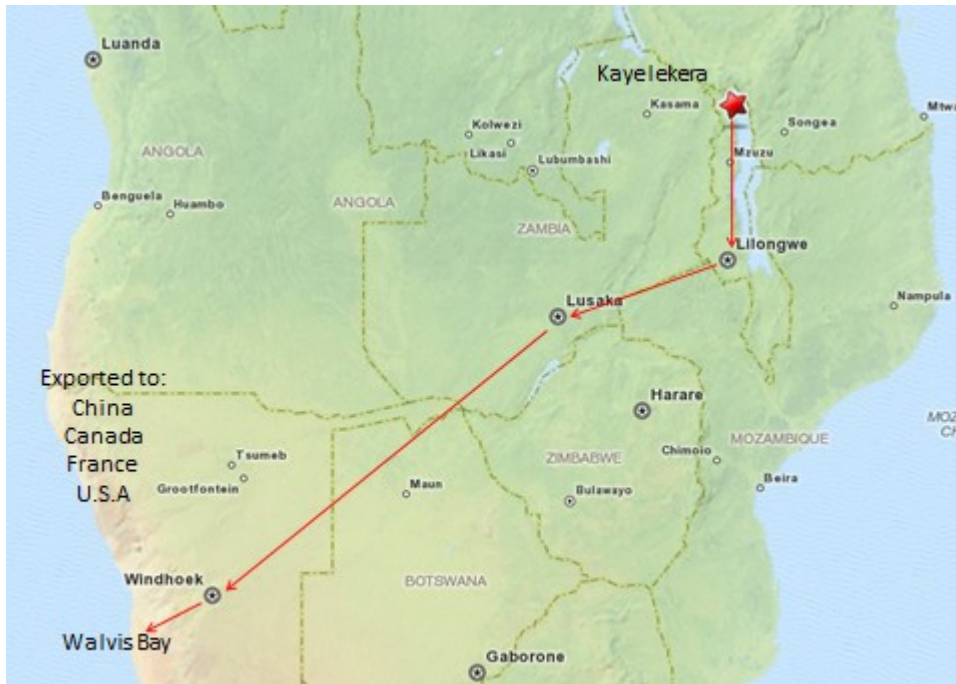 Luanda
Kayelekera
Kasama
Mtwa
Kolwezi
Songea
Likasi
ANGOLA
Lubumbashi
Mzuzu
Benguela
Huambo
ANGOLA
ZAMBIA
Lilongwe
Lusaka
Nampula
Exported to:
China
Canada
France
U.S.A
Harare
MOZ
Ch
MOZAMBIQUE
Tsumeb
ZIMBABWE
Chimoio
Grootfontein
Maun
Beira
Bulawayo
Windhoek
BOTSWANA
Walvis Bay
Gaborone